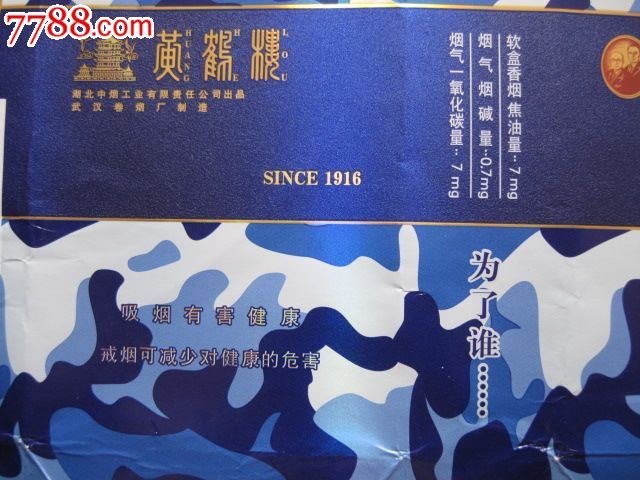 7788.com
黄鹤楼
HUANG HE LOU
湖北中烟工业有限责任公司出品
武汉卷烟厂制造
SINCE 1916
软盒香烟焦油量：7mg
烟气烟碱量：0.7mg
烟气一氧化碳量：7mg
吸烟有害健康
戒烟可减少对健康的危害
为了谁……